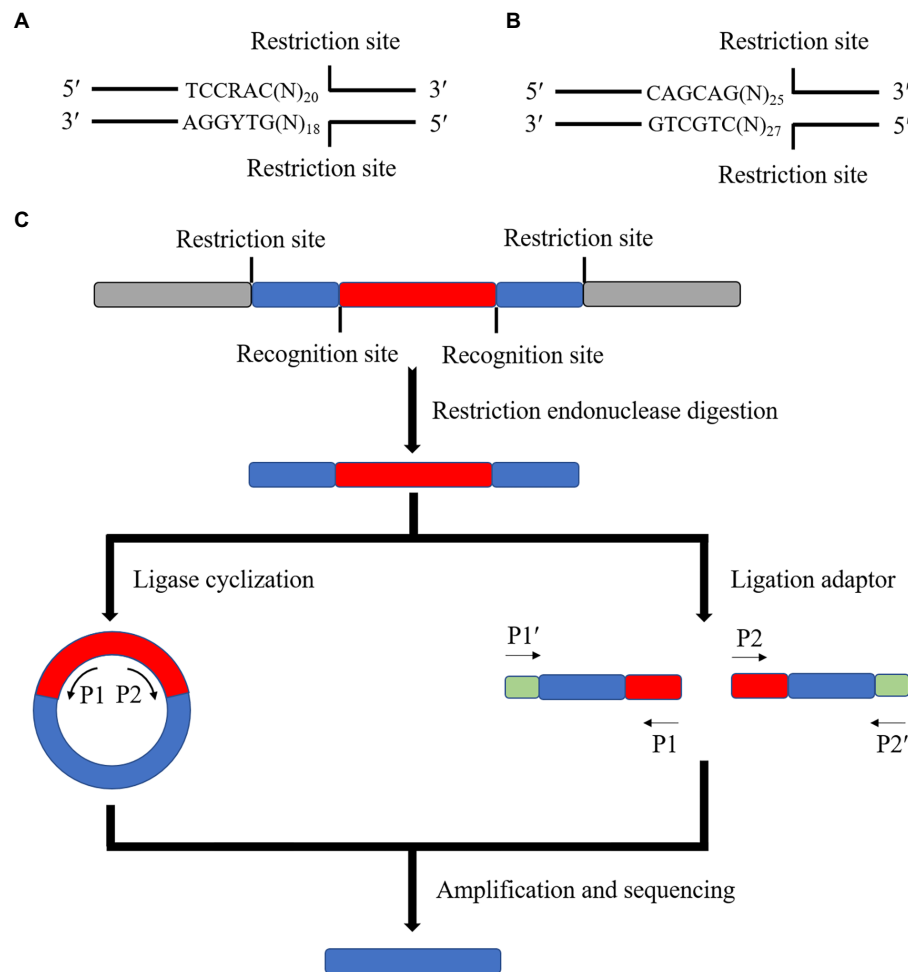 A
Restriction site
5′ TCCRAC(N)20 3′
3′ AGGYTG(N)18 5′
Restriction site
B
Restriction site
5′ CAGCAG(N)25 3′
3′ GTCGTC(N)27 5′
Restriction site
C
Restriction site
Restriction site
Recognition site
Recognition site
Restriction endonuclease digestion
Ligase cyclization
Ligation adaptor
P1 P2
P1′
P1
P2
P2′
Amplification and sequencing